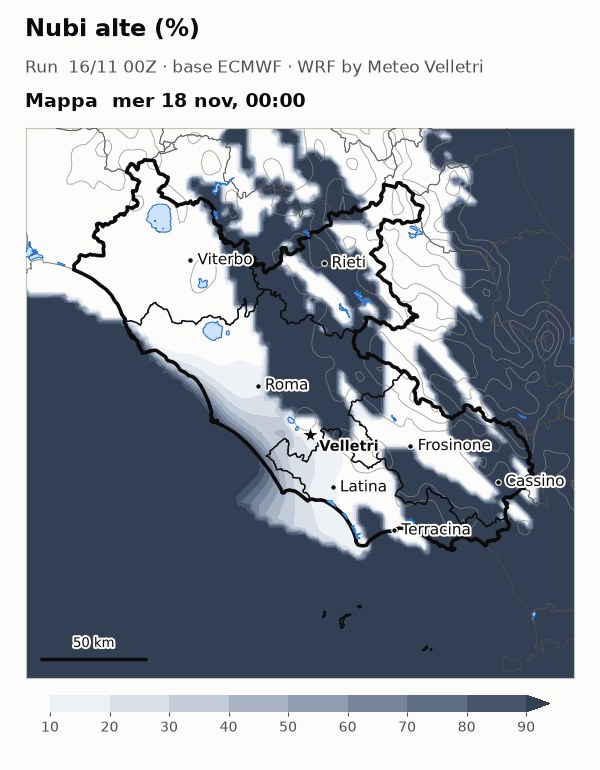 Nubi alte (%)
Run  16/11 00Z · base ECMWF · WRF by Meteo Velletri
Mappa  mer 18 nov, 00:00
Viterbo
Rieti
Roma
Velletri
Frosinone
Latina
Cassino
Terracina
50 km
10 20 30 40 50 60 70 80 90